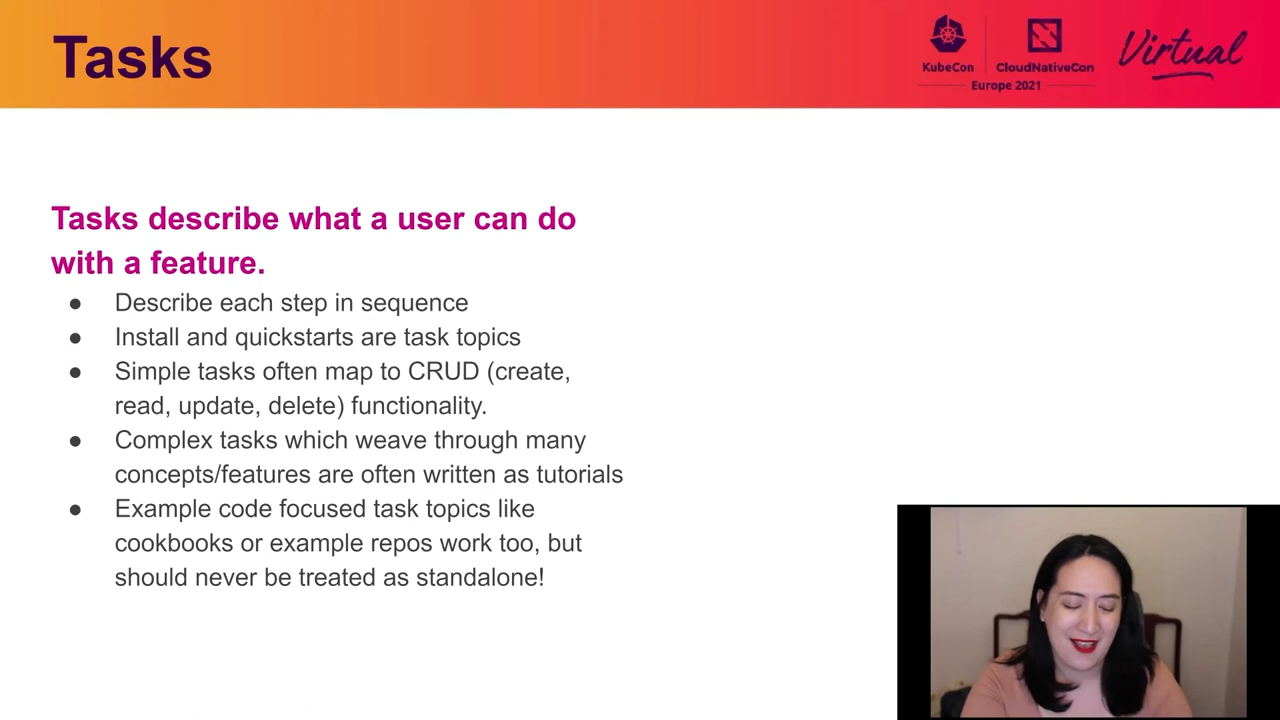 Tasks
KubeCon
CloudNativeCon
Europe 2021
Virtual
Tasks describe what a user can do
with a feature.
● Describe each step in sequence
● Install and quickstarts are task topics
● Simple tasks often map to CRUD (create,
read, update, delete) functionality.
● Complex tasks which weave through many
concepts/features are often written as tutorials
● Example code focused task topics like
cookbooks or example repos work too, but
should never be treated as standalone!